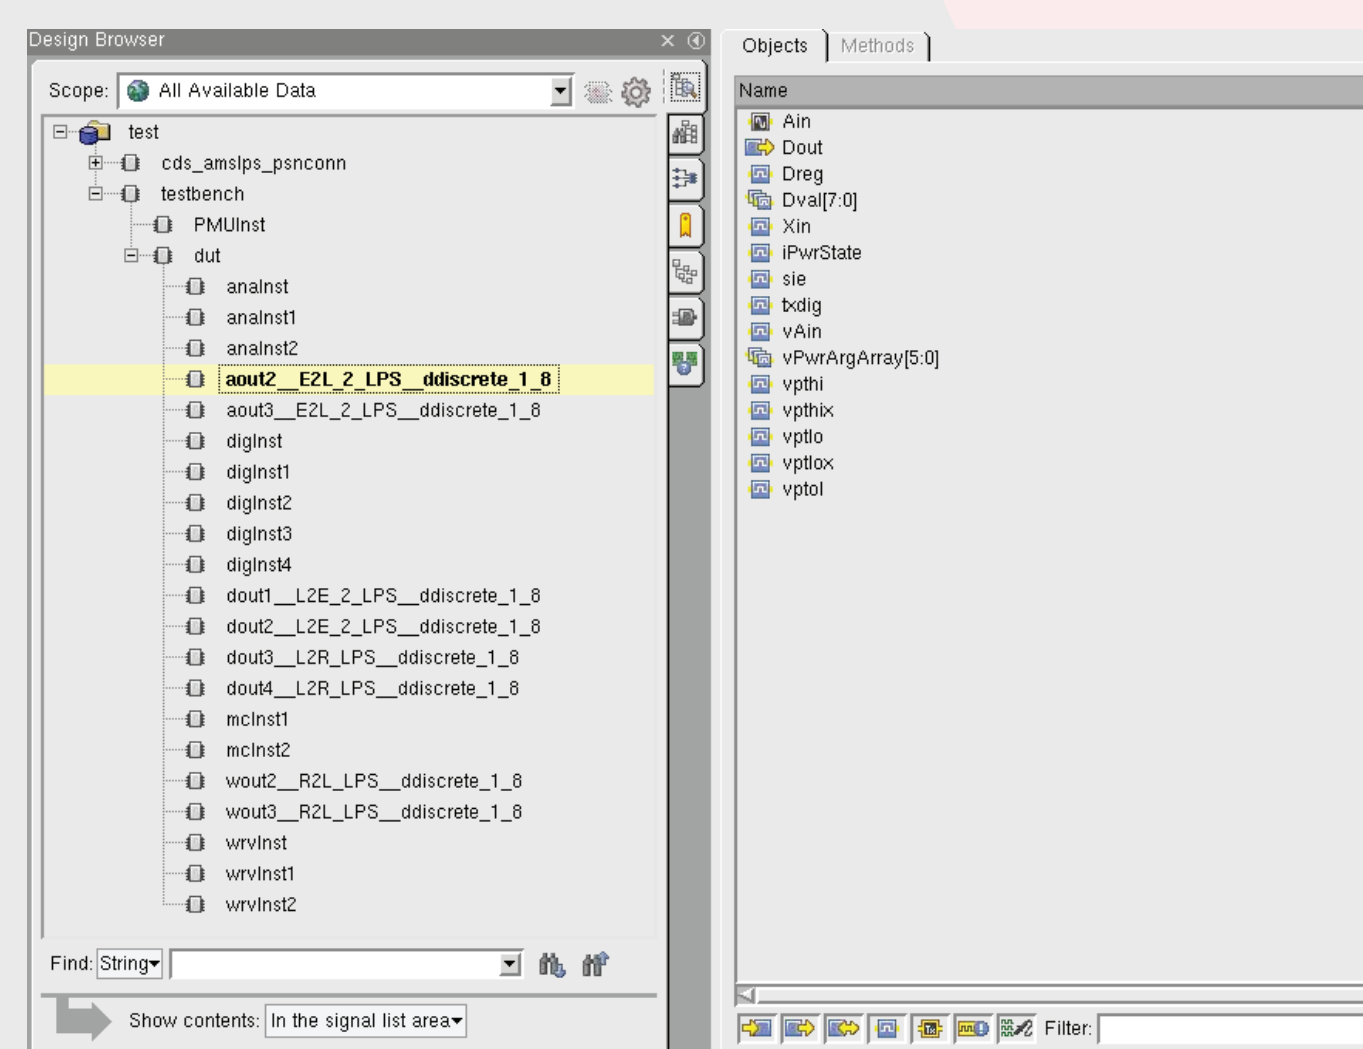 Design Browser
Scope: All Available Data
test
cds_amslps_psnconn
testbench
PMUInst
dut
anaInst
anaInst1
anaInst2
aout2__E2L_2_LPS__ddiscrete_1_8
aout3__E2L_2_LPS__ddiscrete_1_8
digInst
digInst1
digInst2
digInst3
digInst4
dout1__L2E_2_LPS__ddiscrete_1_8
dout2__L2E_2_LPS__ddiscrete_1_8
dout3__L2R_LPS__ddiscrete_1_8
dout4__L2R_LPS__ddiscrete_1_8
mcInst1
mcInst2
wout2__R2L_LPS__ddiscrete_1_8
wout3__R2L_LPS__ddiscrete_1_8
wrvInst
wrvInst1
wrvInst2
Find: String
Show contents: In the signal list area
Objects Methods
Name
Ain
Dout
Dreg
Dval[7:0]
Xin
iPwrState
sie
txdig
vAin
vPwrArgArray[5:0]
vpthi
vpthix
vptlo
vptlox
vptol
Filter: